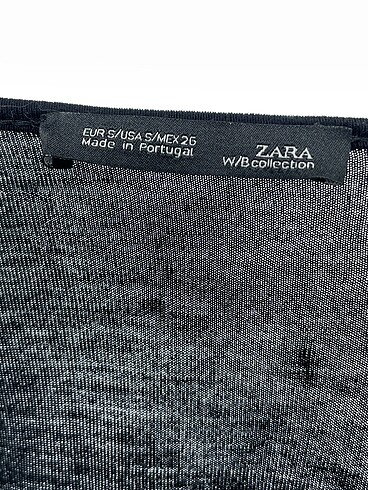 EUR S/USA S/MEX 26
Made in Portugal
ZARA
W/B collection